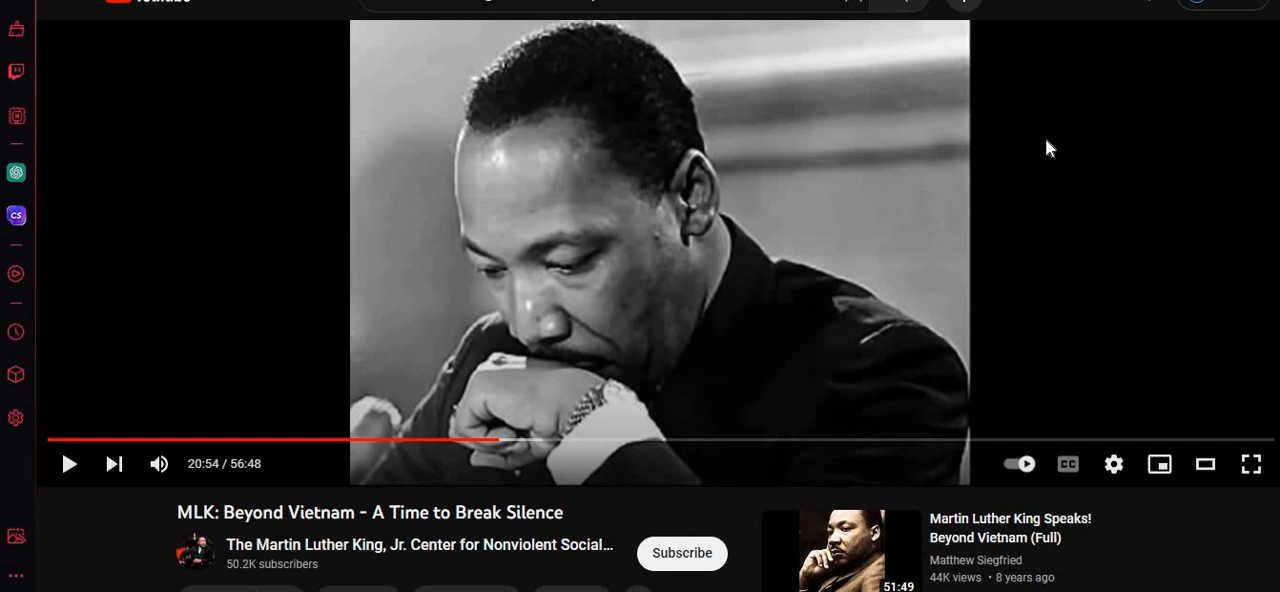 20:54 / 56:48
CC
CS
MLK: Beyond Vietnam - A Time to Break Silence
The Martin Luther King, Jr. Center for Nonviolent Social...
50.2K subscribers
Subscribe
Martin Luther King Speaks!
Beyond Vietnam (Full)
Matthew Siegfried
44K views • 8 years ago
51:49